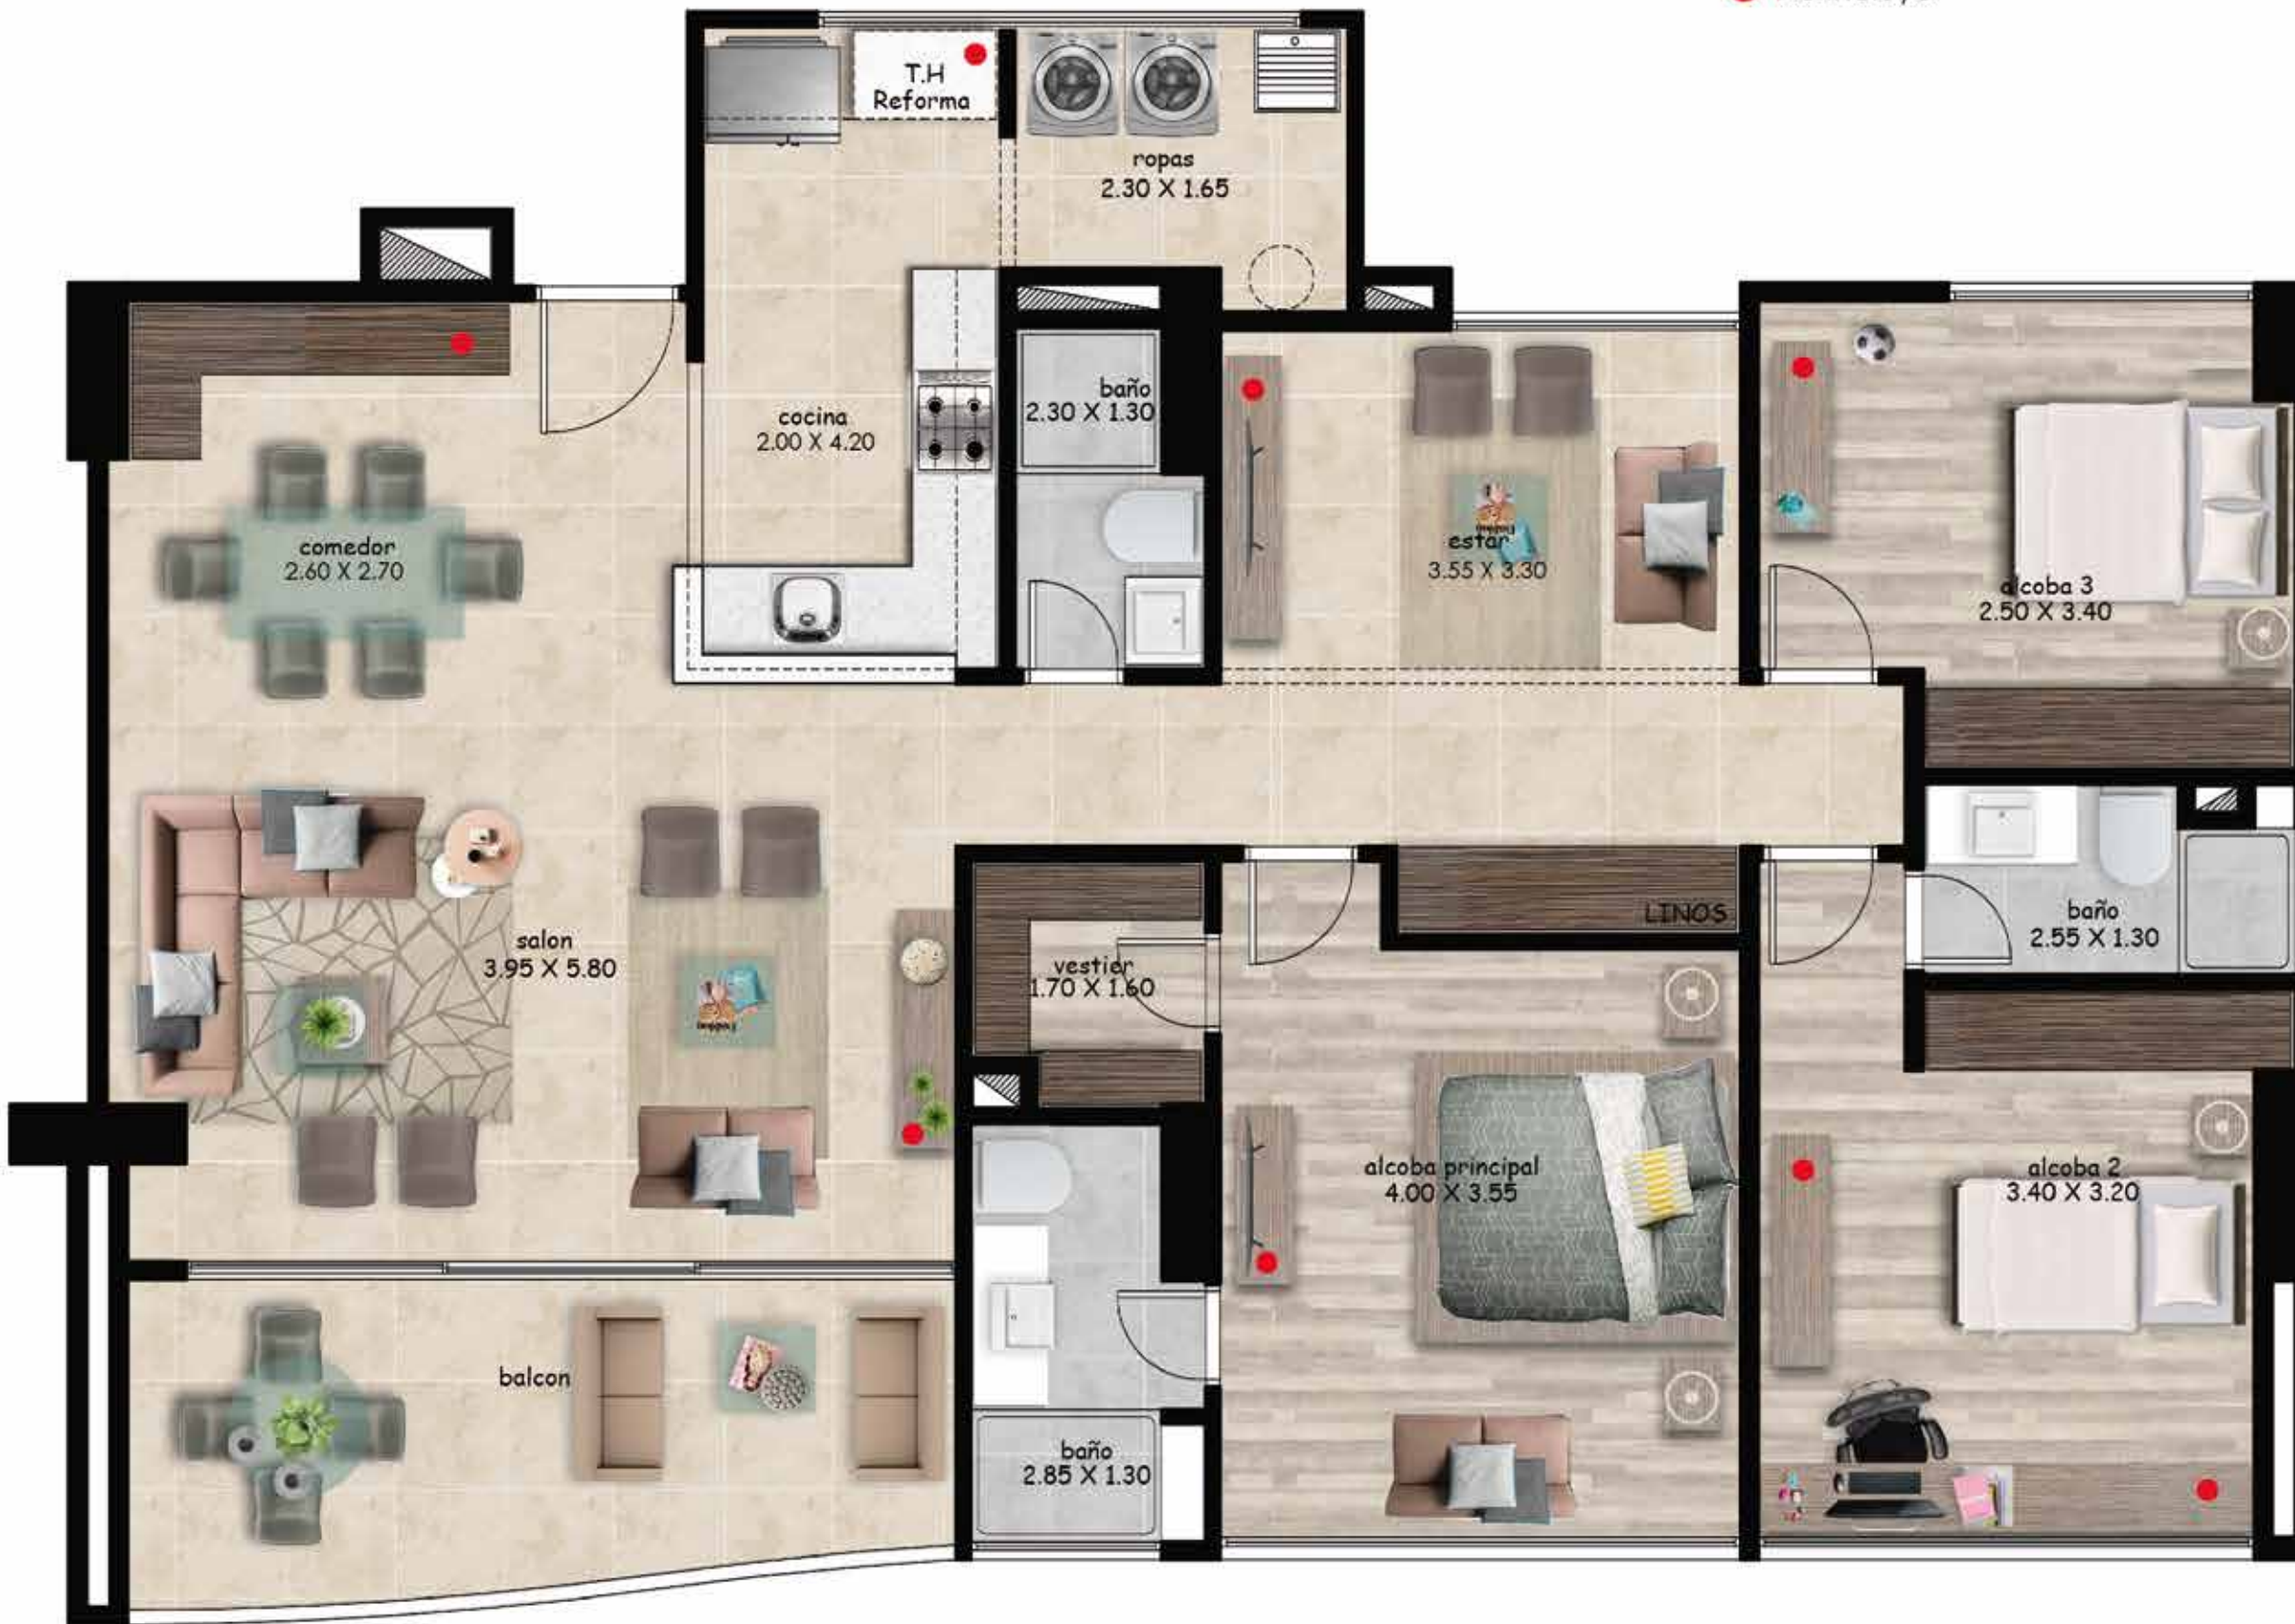 T.H
Reforma
ropas
2.30 X 1.65
cocina
2.00 X 4.20
baño
2.30 X 1.30
comedor
2.60 X 2.70
estar
3.55 X 3.30
alcoba 3
2.50 X 3.40
salon
3.95 X 5.80
vestier
1.70 X 1.60
LINOS
baño
2.55 X 1.30
alcoba principal
4.00 X 3.55
alcoba 2
3.40 X 3.20
balcon
baño
2.85 X 1.30